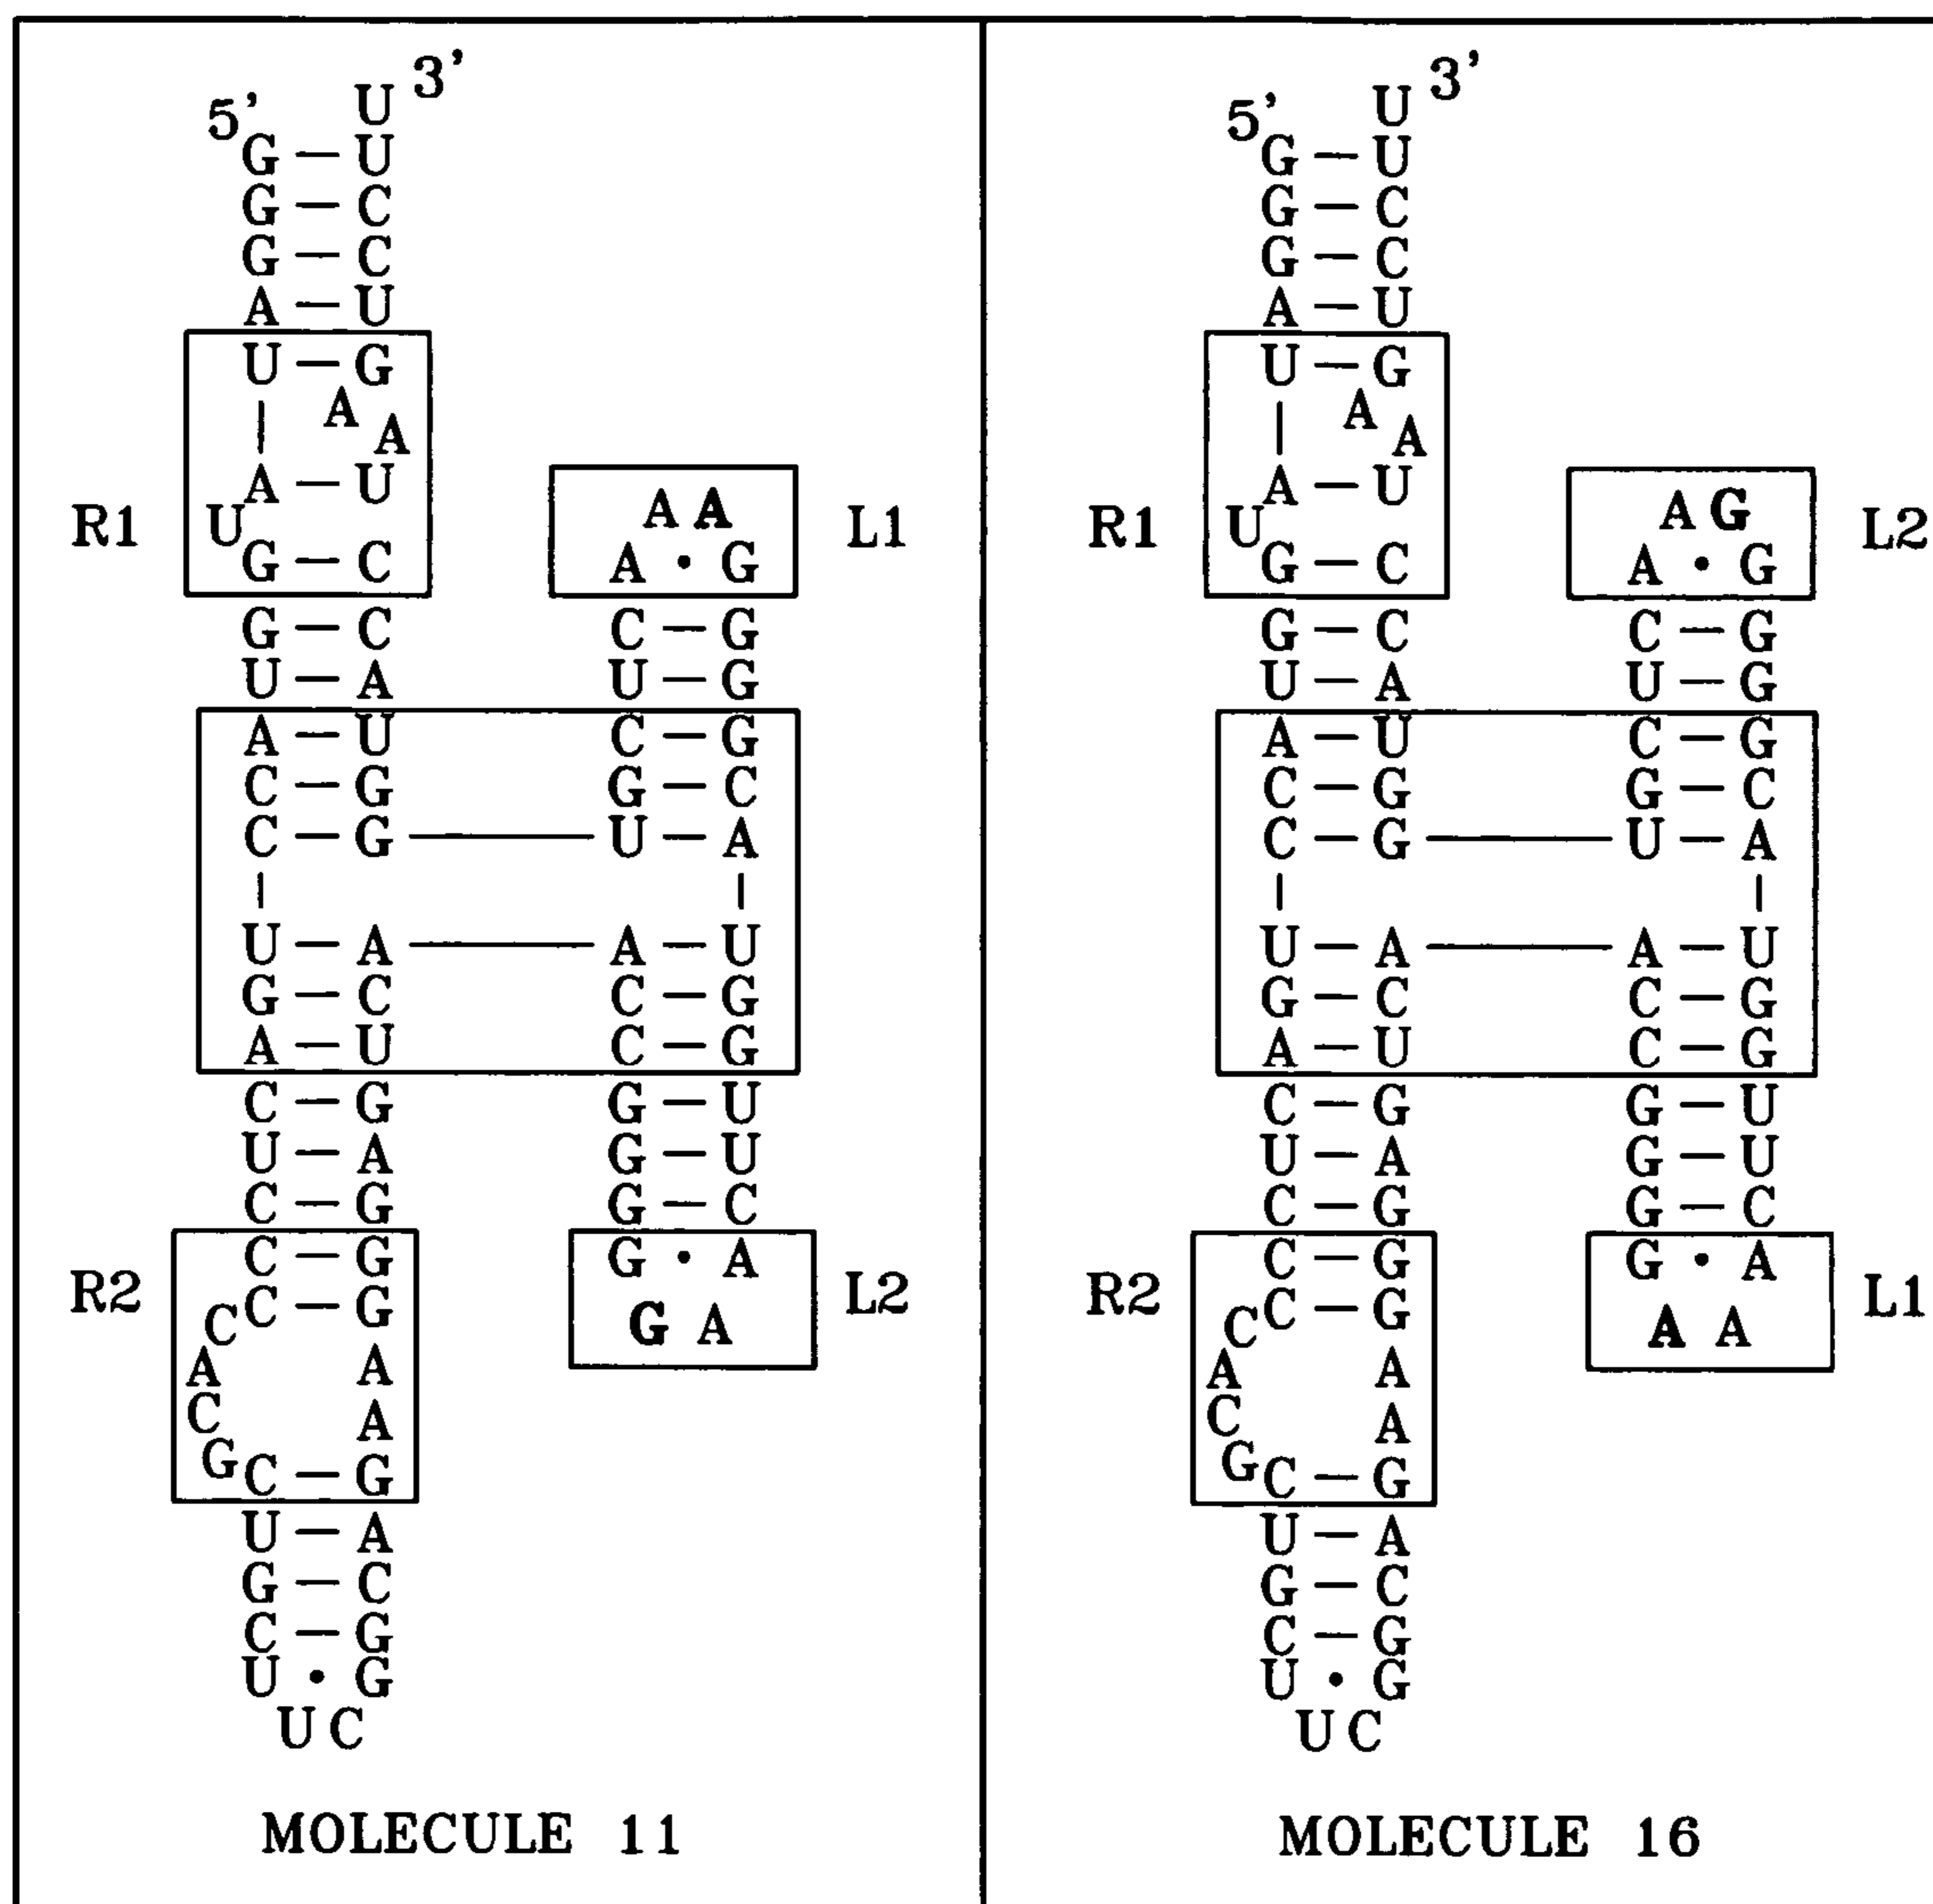 3' 3'
5' U 5' U
G — U G — U
G — C G — C
G — C G — C
A — U A — U
U — G U — G
A A
A A
A — U A A A — U A G
R1 U L1 R1 U L2
G — C A • G G — C A • G
G — C C — G G — C C — G
U — A U — G U — A U — G
A — U C — G A — U C — G
C — G G — C C — G G — C
C — G — U — A C — G — U — A
U — A — A — U U — A — A — U
G — C C — G G — C C — G
A — U C — G A — U C — G
C — G G — U C — G G — U
U — A G — U U — A G — U
C — G G — C C — G G — C
C — G G • A C — G G • A
R2 L2 R2 L1
C C — G G A C C — G A A
A A A A
C A C A
G C — G G C — G
U — A U — A
G — C G — C
C — G C — G
U • G U • G
U C U C
MOLECULE 11 MOLECULE 16